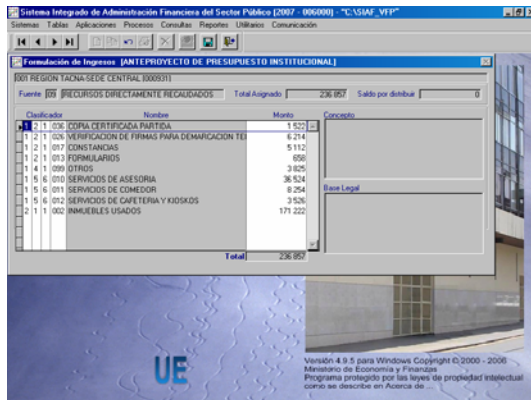 Sistema Integrado de Administración Financiera del Sector Público [2007 - 006000] - "C:\SIAF_VFP"
Sistemas Tablas Aplicaciones Procesos Consultas Reportes Utilitarios Comunicación
Formulación de Ingresos [ANTEPROYECTO DE PRESUPUESTO INSTITUCIONAL]
001 REGION TACNA-SEDE CENTRAL [000931]
Fuente 09 RECURSOS DIRECTAMENTE RECAUDADOS Total Asignado 236 857 Saldo por distribuir 0
Clasificador Nombre Monto Concepto
1 2 1 036 COPIA CERTIFICADA PARTIDA 1 522
1 2 1 026 VERIFICACION DE FIRMAS PARA DEMARCACION TE 6 214
1 2 1 017 CONSTANCIAS 5 112
1 2 1 013 FORMULARIOS 658
1 4 1 099 OTROS 3 825
1 5 6 010 SERVICIOS DE ASESORIA 36 524
1 5 6 011 SERVICIOS DE COMEDOR 8 254
1 5 6 012 SERVICIOS DE CAFETERIA Y KIOSKOS 3 526
2 1 1 002 INMUEBLES USADOS 171 222
Base Legal
Total 236 857
UE
Versión 4.9.5 para Windows Copyright © 2000 - 2006
Ministerio de Economía y Finanzas
Programa protegido por las leyes de propiedad intelectual
como se describe en Acerca de ...